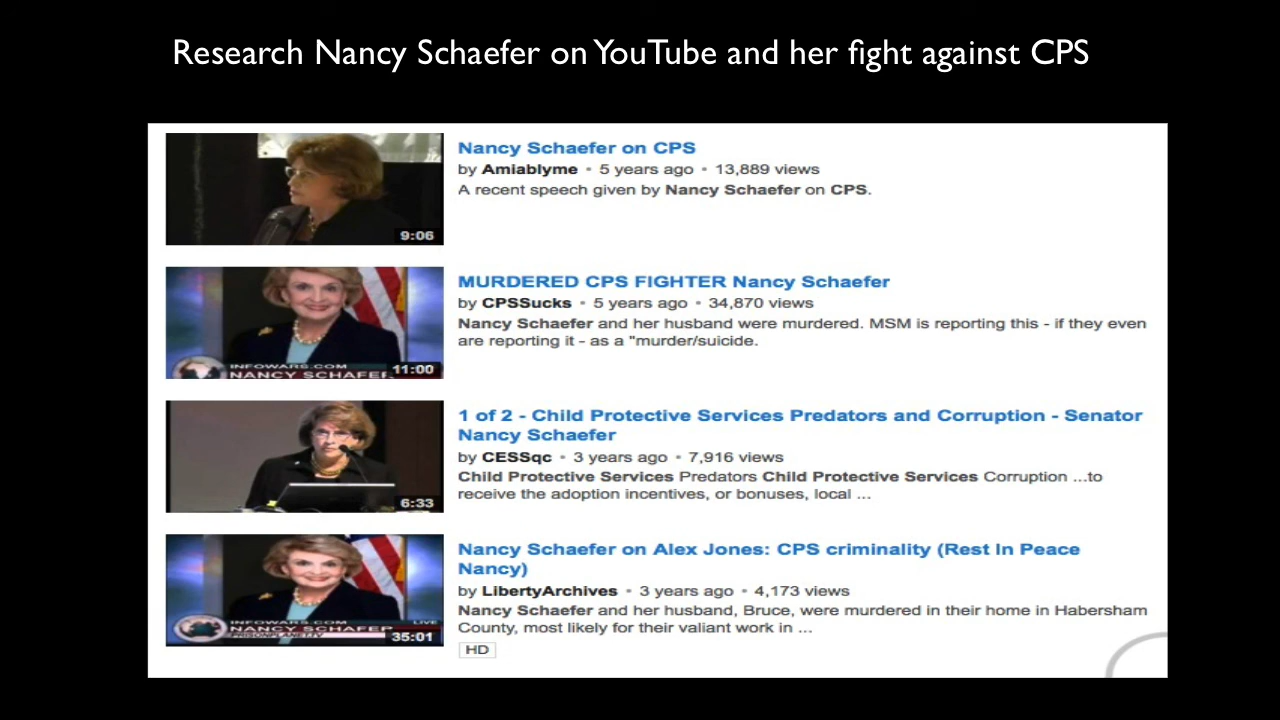 Research Nancy Schaefer on YouTube and her fight against CPS
Nancy Schaefer on CPS
by Amiablyme • 5 years ago • 13,889 views
A recent speech given by Nancy Schaefer on CPS.
9:06
MURDERED CPS FIGHTER Nancy Schaefer
by CPSSucks • 5 years ago • 34,870 views
Nancy Schaefer and her husband were murdered. MSM is reporting this - if they even
are reporting it - as a "murder/suicide.
INFOWARS.COM
NANCY SCHAFER
11:00
1 of 2 - Child Protective Services Predators and Corruption - Senator
Nancy Schaefer
by CESSqc • 3 years ago • 7,916 views
Child Protective Services Predators Child Protective Services Corruption ...to
receive the adoption incentives, or bonuses, local ...
6:33
Nancy Schaefer on Alex Jones: CPS criminality (Rest In Peace
Nancy)
by LibertyArchives • 3 years ago • 4,173 views
Nancy Schaefer and her husband, Bruce, were murdered in their home in Habersham
County, most likely for their valiant work in ...
HD
INFOWARS.COM LIVE
NANCY SCHAFER
PRISONPLANET.TV
35:01